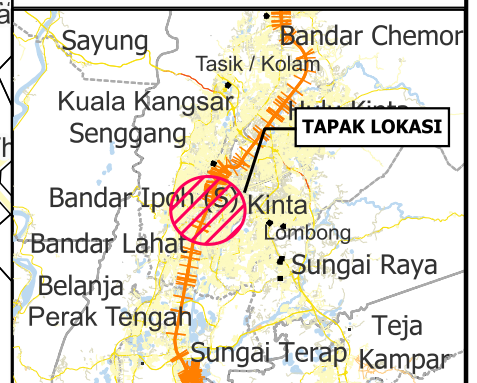 Sayung
Bandar Chemor
Tasik / Kolam
Kuala Kangsar
Hulu Kinta
Senggang
TAPAK LOKASI
Bandar Ipoh (S)
Kinta
Lombong
Bandar Lahat
Sungai Raya
Belanja
Perak Tengah
Teja
Sungai Terap
Kampar